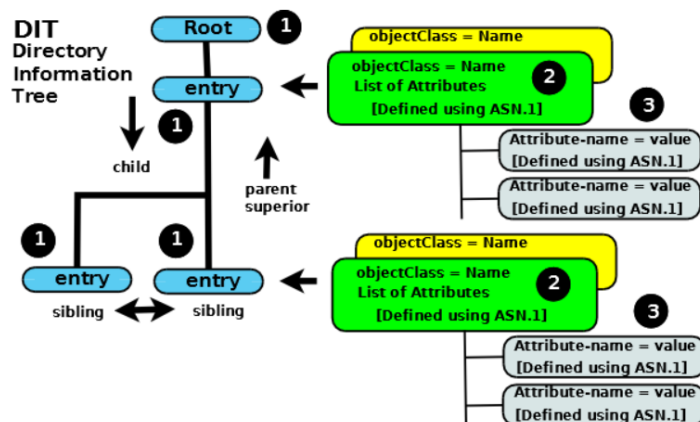 DIT
Directory
Information
Tree
Root
1
entry
1
child
parent
superior
1
1
entry
entry
sibling
sibling
objectClass = Name
objectClass = Name
2
List of Attributes
[Defined using ASN.1]
3
Attribute-name = value
[Defined using ASN.1]
Attribute-name = value
[Defined using ASN.1]
objectClass = Name
objectClass = Name
2
List of Attributes
[Defined using ASN.1]
3
Attribute-name = value
[Defined using ASN.1]
Attribute-name = value
[Defined using ASN.1]